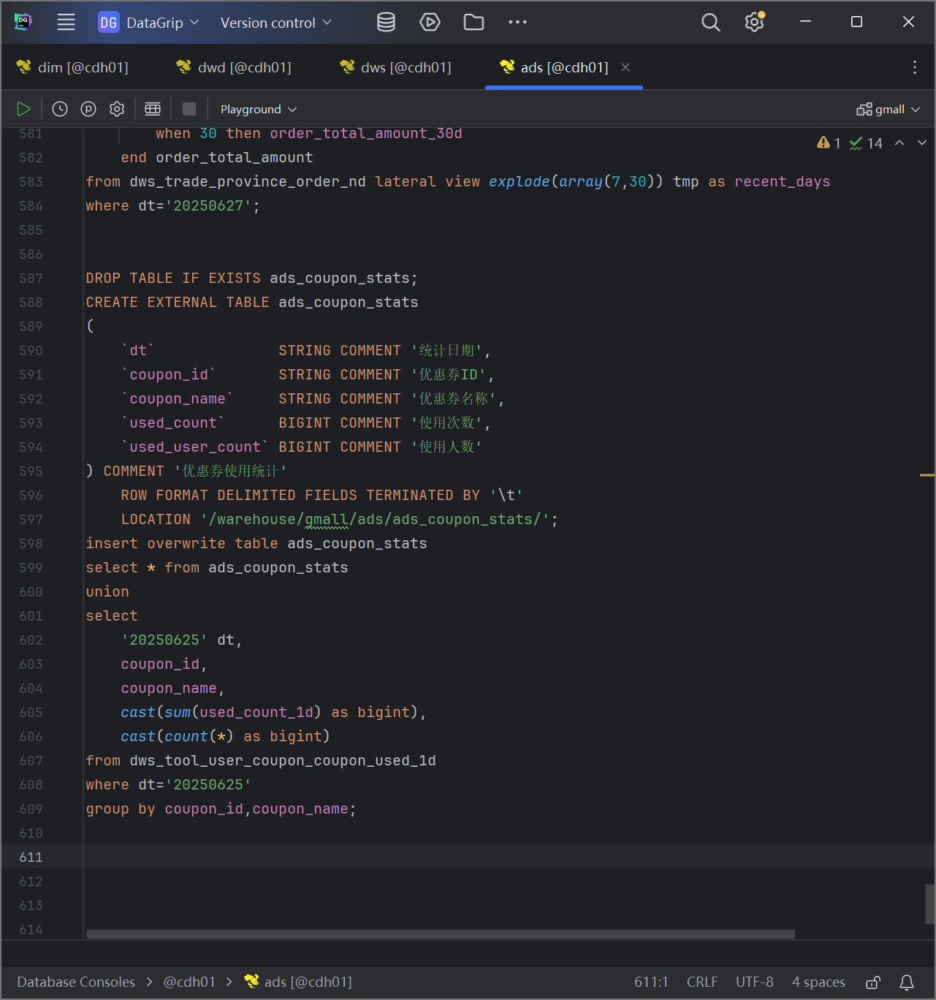 DG DG DataGrip Version control
dim [@cdh01] dwd [@cdh01] dws [@cdh01] ads [@cdh01]
Playground gmall
581 when 30 then order_total_amount_30d
1 14
582 end order_total_amount
583 from dws_trade_province_order_nd lateral view explode(array(7,30)) tmp as recent_days
584 where dt='20250627';
585
586
587 DROP TABLE IF EXISTS ads_coupon_stats;
588 CREATE EXTERNAL TABLE ads_coupon_stats
589 (
590 `dt` STRING COMMENT '统计日期',
591 `coupon_id` STRING COMMENT '优惠券ID',
592 `coupon_name` STRING COMMENT '优惠券名称',
593 `used_count` BIGINT COMMENT '使用次数',
594 `used_user_count` BIGINT COMMENT '使用人数'
595 ) COMMENT '优惠券使用统计'
596 ROW FORMAT DELIMITED FIELDS TERMINATED BY '\t'
597 LOCATION '/warehouse/gmall/ads/ads_coupon_stats/';
598 insert overwrite table ads_coupon_stats
599 select * from ads_coupon_stats
600 union
601 select
602 '20250625' dt,
603 coupon_id,
604 coupon_name,
605 cast(sum(used_count_1d) as bigint),
606 cast(count(*) as bigint)
607 from dws_tool_user_coupon_coupon_used_1d
608 where dt='20250625'
609 group by coupon_id,coupon_name;
610
611
612
613
614
Database Consoles @cdh01 ads [@cdh01] 611:1 CRLF UTF-8 4 spaces